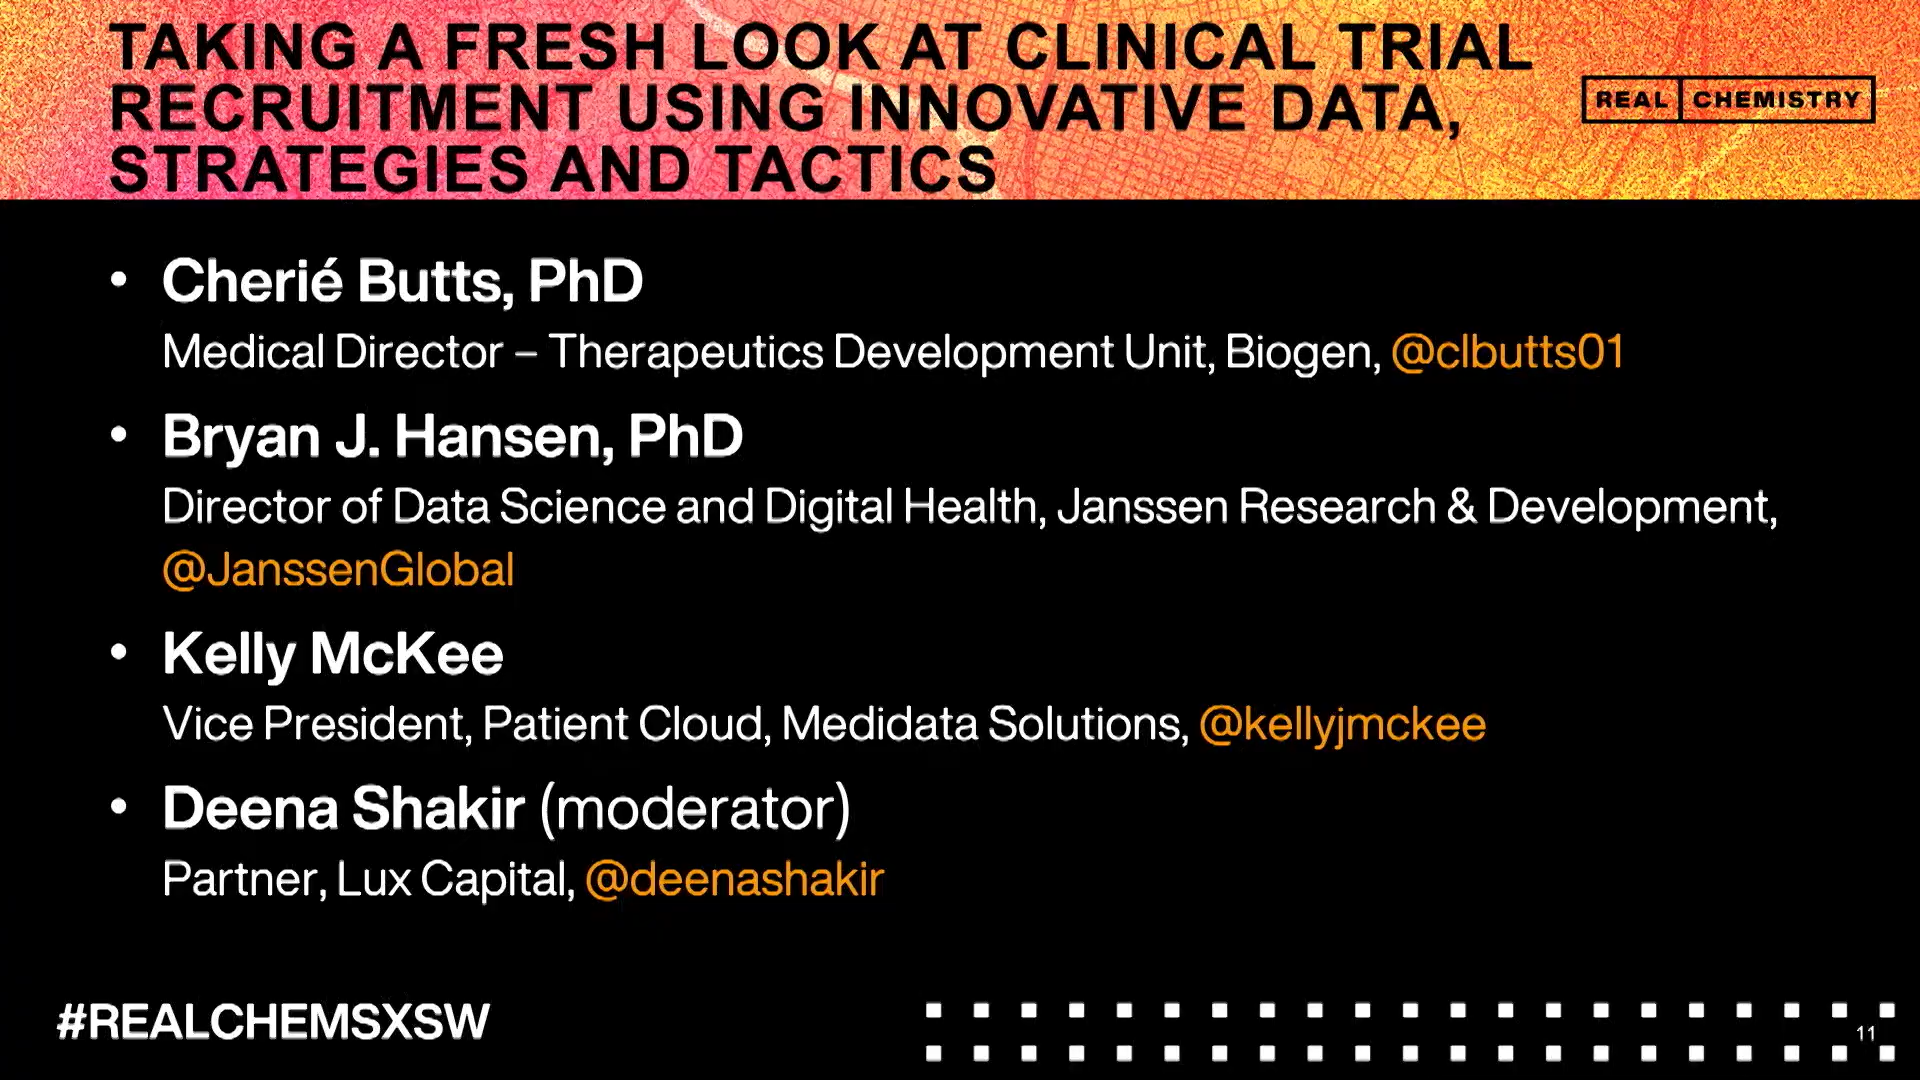 TAKING A FRESH LOOK AT CLINICAL TRIAL
RECRUITMENT USING INNOVATIVE DATA,
STRATEGIES AND TACTICS
REAL CHEMISTRY
• Cherié Butts, PhD
Medical Director – Therapeutics Development Unit, Biogen, @clbutts01
• Bryan J. Hansen, PhD
Director of Data Science and Digital Health, Janssen Research & Development,
@JanssenGlobal
• Kelly McKee
Vice President, Patient Cloud, Medidata Solutions, @kellyjmckee
• Deena Shakir (moderator)
Partner, Lux Capital, @deenashakir
#REALCHEMSXSW
11